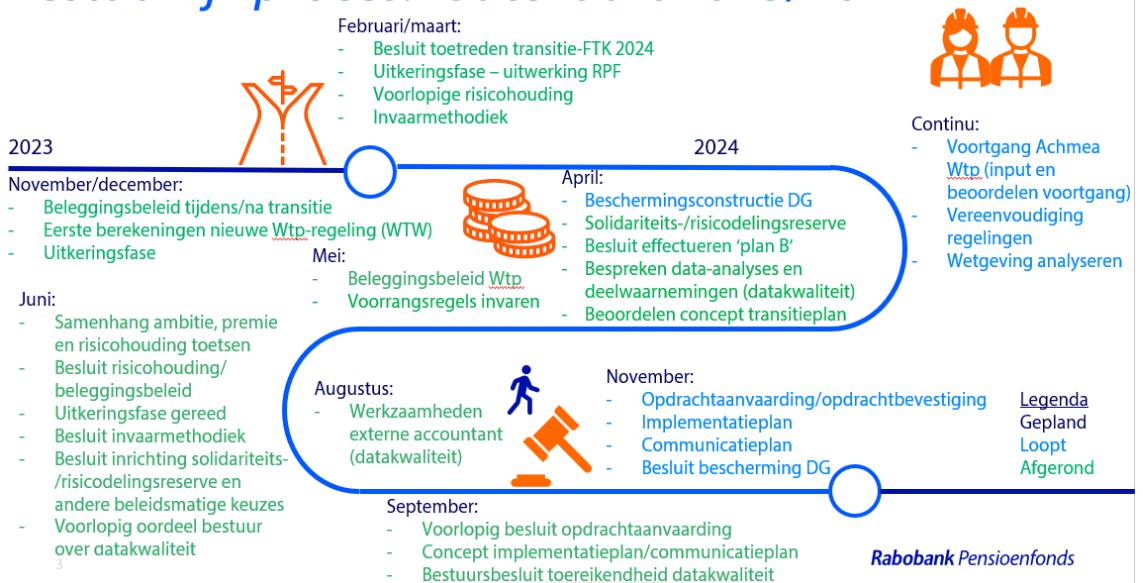 Februari/maart:
- Besluit toetreden transitie-FTK 2024
- Uitkeringsfase – uitwerking RPF
- Voorlopige risicohouding
- Invaarmethodiek
2023
2024
November/december:
- Beleggingsbeleid tijdens/na transitie
- Eerste berekeningen nieuwe Wtp-regeling (WTW)
- Uitkeringsfase
April:
- Beschermingsconstructie DG
- Solidariteits-/risicodelingsreserve
- Besluit effectueren ‘plan B’
- Bespreken data-analyses en
deelwaarnemingen (datakwaliteit)
- Beoordelen concept transitieplan
Continu:
- Voortgang Achmea
Wtp (input en
beoordelen voortgang)
- Vereenvoudiging
regelingen
- Wetgeving analyseren
Mei:
- Beleggingsbeleid Wtp
- Voorrangsregels invaren
Juni:
- Samenhang ambitie, premie
en risicohouding toetsen
- Besluit risicohouding/
beleggingsbeleid
- Uitkeringsfase gereed
- Besluit invaarmethodiek
- Besluit inrichting solidariteits-
/risicodelingsreserve en
andere beleidsmatige keuzes
- Voorlopig oordeel bestuur
over datakwaliteit
Augustus:
- Werkzaamheden
externe accountant
(datakwaliteit)
November:
- Opdrachtaanvaarding/opdrachtbevestiging
- Implementatieplan
- Communicatieplan
- Besluit bescherming DG
Legenda
Gepland
Loopt
Afgerond
September:
- Voorlopig besluit opdrachtaanvaarding
- Concept implementatieplan/communicatieplan
- Bestuursbesluit toereikendheid datakwaliteit
3
Rabobank Pensioenfonds